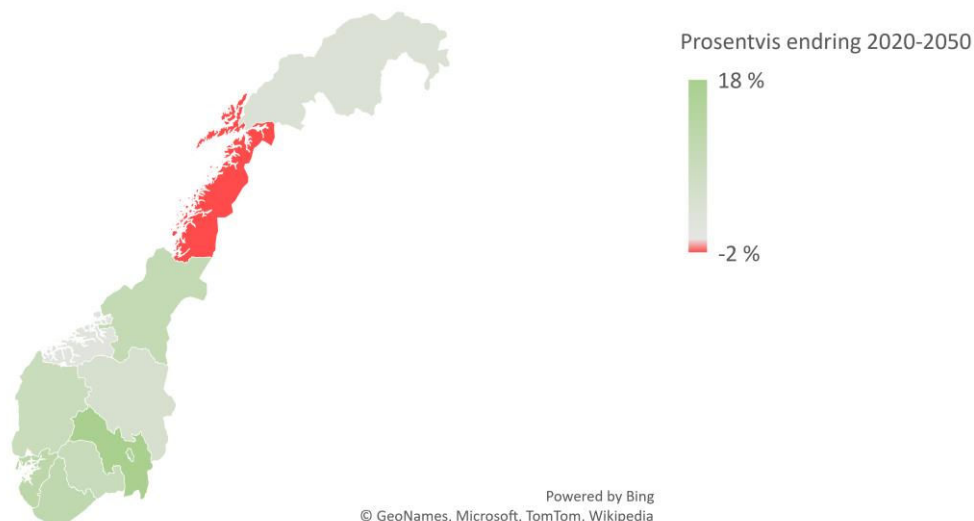 Prosentvis endring 2020-2050
18 %
-2 %
Powered by Bing
© GeoNames, Microsoft, TomTom, Wikipedia